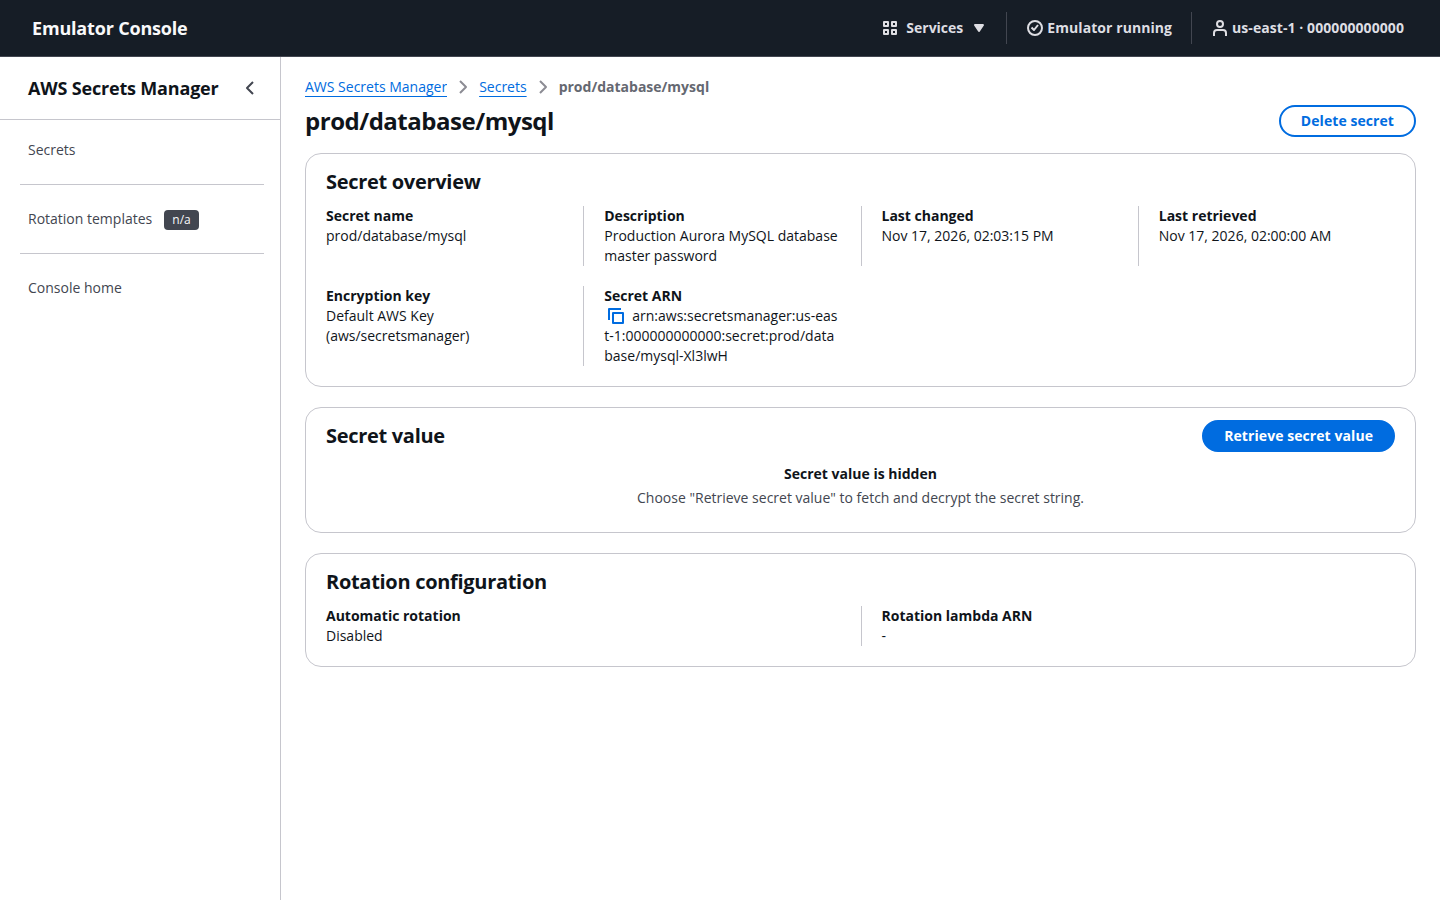 Emulator Console
Services
Emulator running
us-east-1 · 000000000000
AWS Secrets Manager
Secrets
Rotation templates n/a
Console home
AWS Secrets Manager > Secrets > prod/database/mysql
prod/database/mysql
Delete secret
Secret overview
Secret name
prod/database/mysql
Description
Production Aurora MySQL database
master password
Last changed
Nov 17, 2026, 02:03:15 PM
Last retrieved
Nov 17, 2026, 02:00:00 AM
Encryption key
Default AWS Key
(aws/secretsmanager)
Secret ARN
arn:aws:secretsmanager:us-eas
t-1:000000000000:secret:prod/data
base/mysql-Xl3lwH
Secret value
Retrieve secret value
Secret value is hidden
Choose "Retrieve secret value" to fetch and decrypt the secret string.
Rotation configuration
Automatic rotation
Disabled
Rotation lambda ARN
-